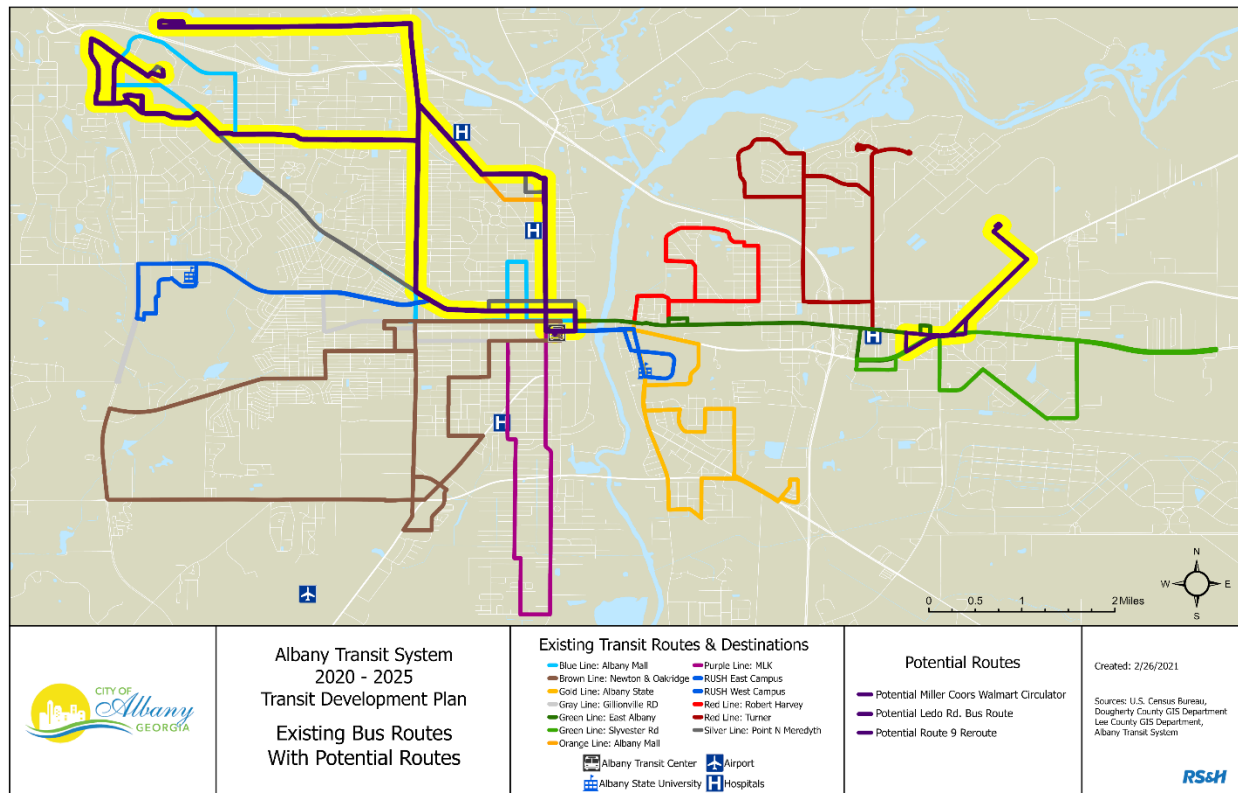 H
H
H
H
N
W
E
S
0
0.5
1
2 Miles
CITY OF
Albany
GEORGIA
Albany Transit System
2020 - 2025
Transit Development Plan
Existing Bus Routes
With Potential Routes
Existing Transit Routes & Destinations
Blue Line: Albany Mall
Brown Line: Newton & Oakridge
Gold Line: Albany State
Gray Line: Gillionville RD
Green Line: East Albany
Green Line: Slyvester Rd
Orange Line: Albany Mall
Purple Line: MLK
RUSH East Campus
RUSH West Campus
Red Line: Robert Harvey
Red Line: Turner
Silver Line: Point N Meredyth
Albany Transit Center
Airport
Albany State University
H Hospitals
Potential Routes
Potential Miller Coors Walmart Circulator
Potential Ledo Rd. Bus Route
Potential Route 9 Reroute
Created: 2/26/2021
Sources: U.S. Census Bureau,
Dougherty County GIS Department
Lee County GIS Department,
Albany Transit System
RS&H